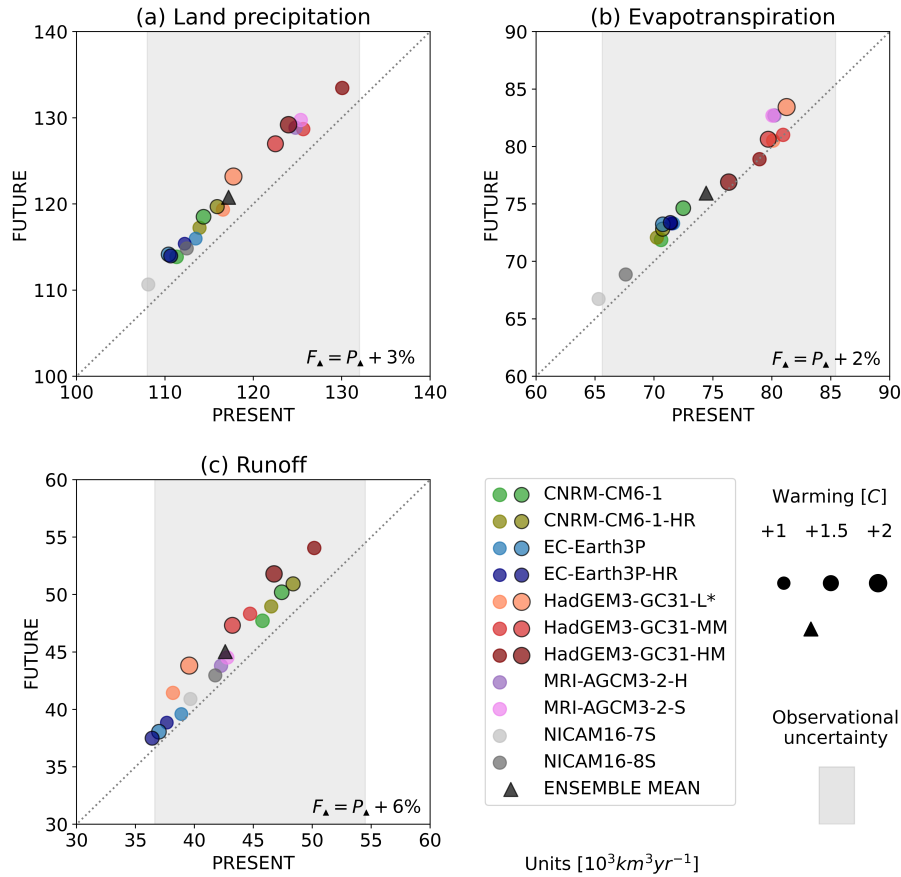 (a) Land precipitation
140
130
120
110
100
100
110
120
130
140
FUTURE
PRESENT
F▲ = P▲ + 3%
(b) Evapotranspiration
90
85
80
75
70
65
60
60
65
70
75
80
85
90
FUTURE
PRESENT
F▲ = P▲ + 2%
(c) Runoff
60
55
50
45
40
35
30
30
35
40
45
50
55
60
FUTURE
PRESENT
F▲ = P▲ + 6%
CNRM-CM6-1
CNRM-CM6-1-HR
EC-Earth3P
EC-Earth3P-HR
HadGEM3-GC31-L*
HadGEM3-GC31-MM
HadGEM3-GC31-HM
MRI-AGCM3-2-H
MRI-AGCM3-2-S
NICAM16-7S
NICAM16-8S
ENSEMBLE MEAN
Warming [C]
+1 +1.5 +2
Observational
uncertainty
Units [10³km³yr⁻¹]